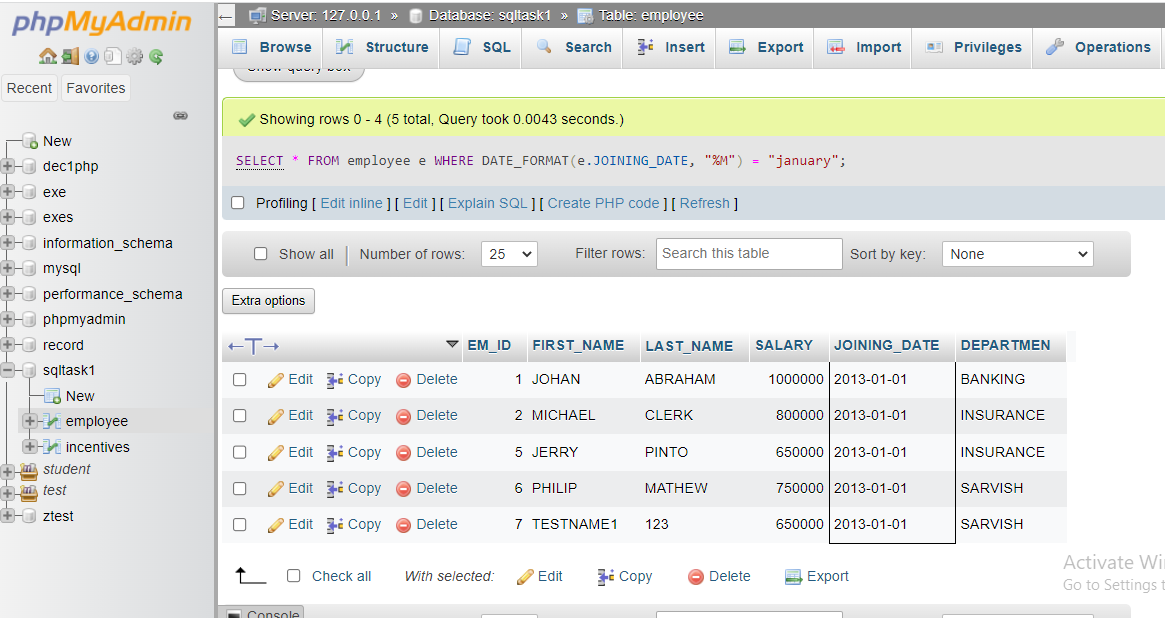 phpMyAdmin
Recent Favorites
New
dec1php
exe
exes
information_schema
mysql
performance_schema
phpmyadmin
record
sqltask1
New
employee
incentives
student
test
ztest
Server: 127.0.0.1 » Database: sqltask1 » Table: employee
Browse Structure SQL Search Insert Export Import Privileges Operations
Show query box
Showing rows 0 - 4 (5 total, Query took 0.0043 seconds.)
SELECT * FROM employee e WHERE DATE_FORMAT(e.JOINING_DATE, "%M") = "january";
Profiling [ Edit inline ] [ Edit ] [ Explain SQL ] [ Create PHP code ] [ Refresh ]
Show all Number of rows: 25 Filter rows: Search this table Sort by key: None
Extra options
←T→ EM_ID FIRST_NAME LAST_NAME SALARY JOINING_DATE DEPARTMEN
Edit Copy Delete 1 JOHAN ABRAHAM 1000000 2013-01-01 BANKING
Edit Copy Delete 2 MICHAEL CLERK 800000 2013-01-01 INSURANCE
Edit Copy Delete 5 JERRY PINTO 650000 2013-01-01 INSURANCE
Edit Copy Delete 6 PHILIP MATHEW 750000 2013-01-01 SARVISH
Edit Copy Delete 7 TESTNAME1 123 650000 2013-01-01 SARVISH
Check all With selected: Edit Copy Delete Export
Activate Wi
Go to Settings t
Console